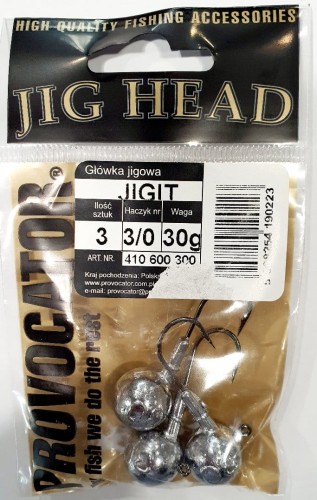 HIGH QUALITY FISHING ACCESSORIES
JIG HEAD
Główka jigowa
JIGIT
Ilość sztuk Haczyk nr Waga
3 3/0 30g
ART. NR. 410 600 300
Kraj pochodzenia: Polska
www.provocator.com.pl
e-mail: provocator@
190223
PROVOCATOR®
fish we do the rest